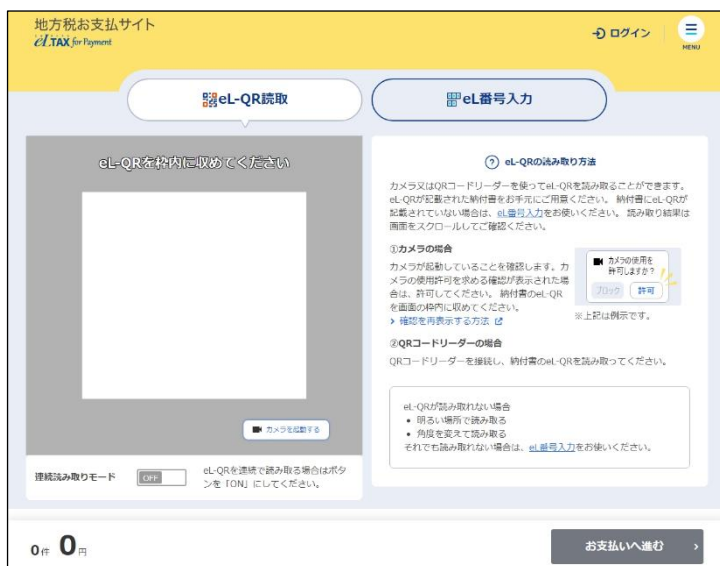 地方税お支払サイト
eLTAX for Payment
ログイン
MENU
eL-QR読取
eL番号入力
eL-QRを枠内に収めてください
カメラを起動する
連続読み取りモード
OFF
eL-QRを連続で読み取る場合はボタ
ンを「ON」にしてください。
? eL-QRの読み取り方法
カメラ又はQRコードリーダーを使ってeL-QRを読み取ることができます。
eL-QRが記載された納付書をお手元にご用意ください。 納付書にeL-QRが
記載されていない場合は、eL番号入力をお使いください。 読み取り結果は
画面をスクロールしてご確認ください。
①カメラの場合
カメラが起動していることを確認します。カ
メラの使用許可を求める確認が表示された場
合は、許可してください。 納付書のeL-QR
を画面の枠内に収めてください。
> 確認を再表示する方法
カメラの使用を
許可しますか?
ブロック
許可
※上記は例示です。
②QRコードリーダーの場合
QRコードリーダーを接続し、納付書のeL-QRを読み取ってください。
eL-QRが読み取れない場合
• 明るい場所で読み取る
• 角度を変えて読み取る
それでも読み取れない場合は、eL番号入力をお使いください。
0件 0円
お支払いへ進む >